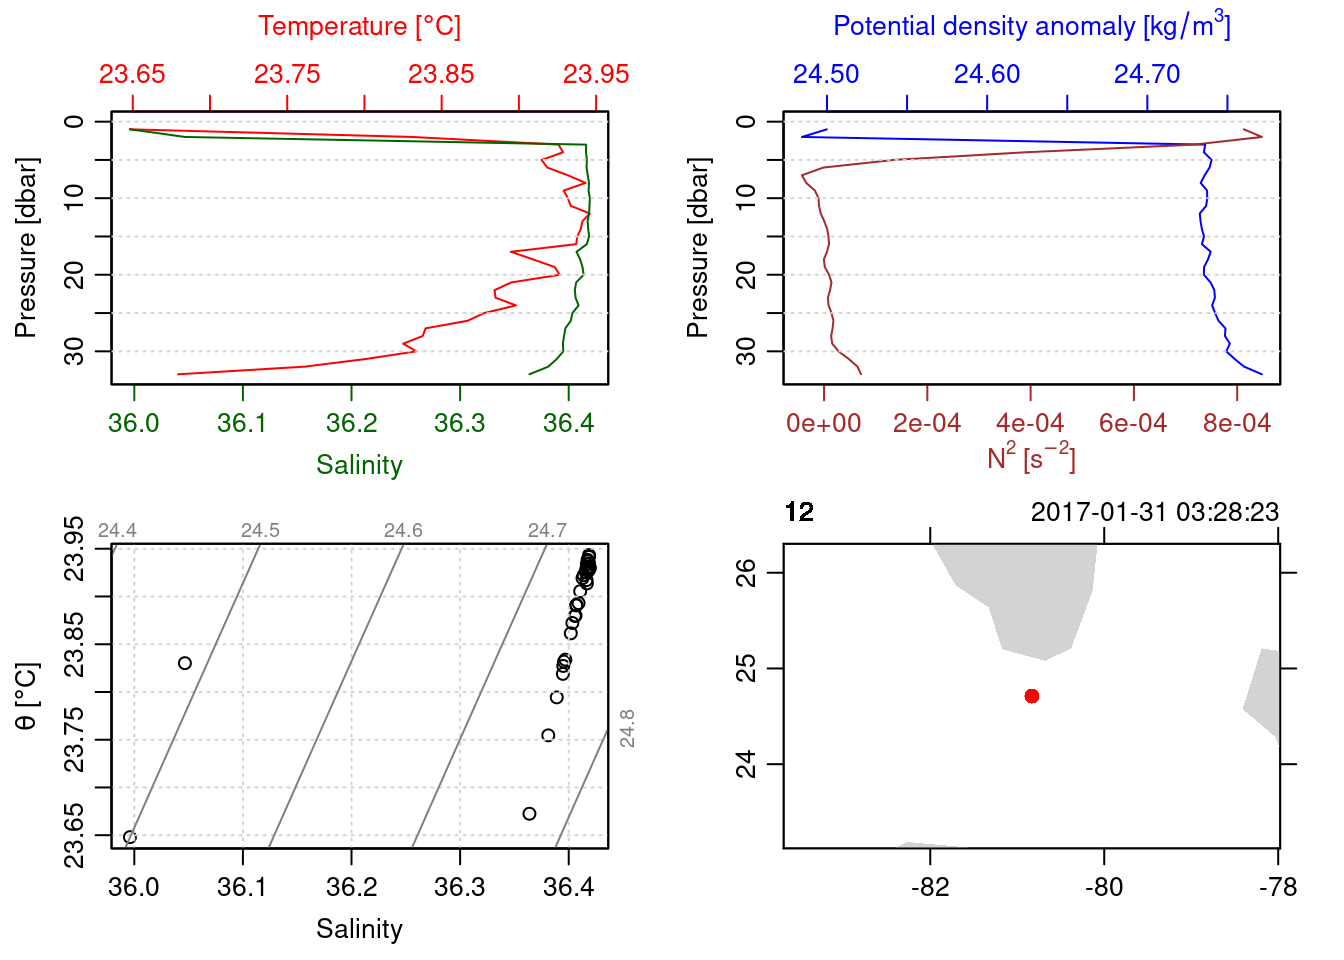 Temperature [°C]
23.65 23.75 23.85 23.95
Pressure [dbar]
0
10
20
30
36.0 36.1 36.2 36.3 36.4
Salinity
Potential density anomaly [kg/m³]
24.50 24.60 24.70
Pressure [dbar]
0
10
20
30
0e+00 2e-04 4e-04 6e-04 8e-04
N² [s⁻²]
24.4 24.5 24.6 24.7
24.8
θ [°C]
23.95
23.85
23.75
23.65
36.0 36.1 36.2 36.3 36.4
Salinity
12 2017-01-31 03:28:23
26
25
24
-82 -80 -78